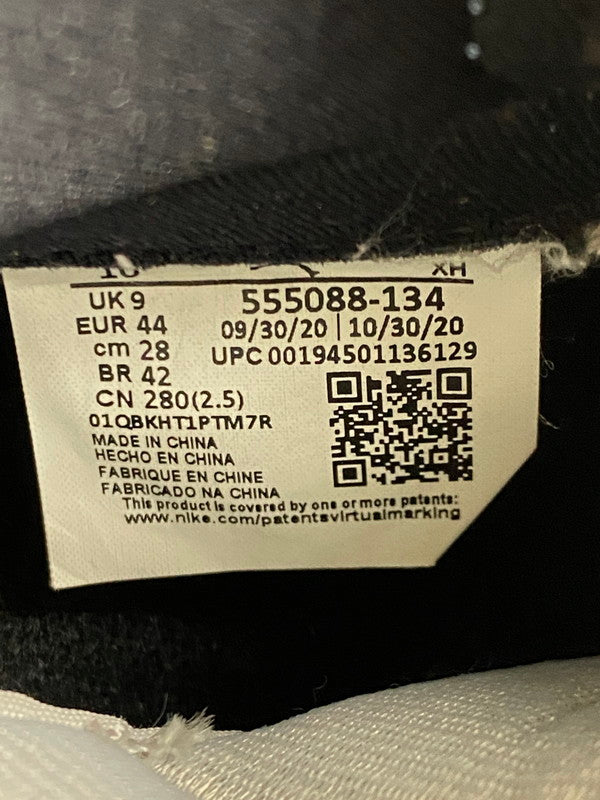 XH
UK 9
555088-134
EUR 44
09/30/20 | 10/30/20
cm 28
UPC 00194501136129
BR 42
CN 280(2.5)
01QBKHT1PTM7R
MADE IN CHINA
HECHO EN CHINA
FABRIQUE EN CHINE
FABRICADO NA CHINA
This product is covered by one or more patents:
www.nike.com/patentsvirtualmarking